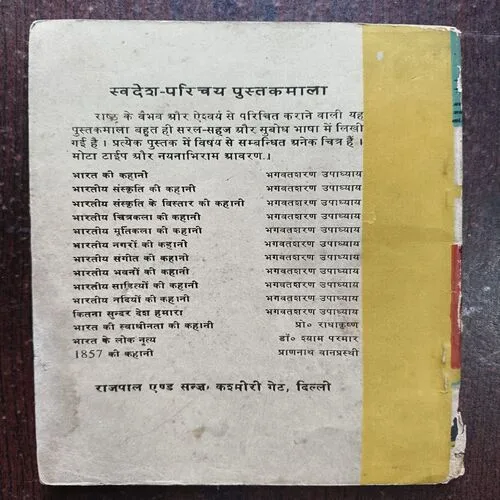 स्वदेश-परिचय पुस्तकमाला
राष्ट्र के वैभव और ऐश्वर्य से परिचित कराने वाली यह
पुस्तकमाला बहुत ही सरल-सहज और सुबोध भाषा में लिखी
गई है । प्रत्येक पुस्तक में विषय से सम्बन्धित अनेक चित्र हैं ।
मोटा टाईप और नयनाभिराम आवरण ।
भारत की कहानी भगवतशरण उपाध्याय
भारतीय संस्कृति की कहानी भगवतशरण उपाध्याय
भारतीय संस्कृति के विस्तार की कहानी भगवतशरण उपाध्याय
भारतीय चित्रकला की कहानी भगवतशरण उपाध्याय
भारतीय मूर्तिकला की कहानी भगवतशरण उपाध्याय
भारतीय नगरों की कहानी भगवतशरण उपाध्याय
भारतीय संगीत की कहानी भगवतशरण उपाध्याय
भारतीय भवनों की कहानी भगवतशरण उपाध्याय
भारतीय साहित्यों की कहानी भगवतशरण उपाध्याय
भारतीय नदियों की कहानी भगवतशरण उपाध्याय
कितना सुन्दर देश हमारा भगवतशरण उपाध्याय
भारत की स्वाधीनता की कहानी प्रो० राधाकृष्ण
भारत के लोक नृत्य डॉ० श्याम परमार
1857 की कहानी प्राणनाथ वानप्रस्थी
राजपाल एण्ड सन्ज़, कश्मीरी गेट, दिल्ली